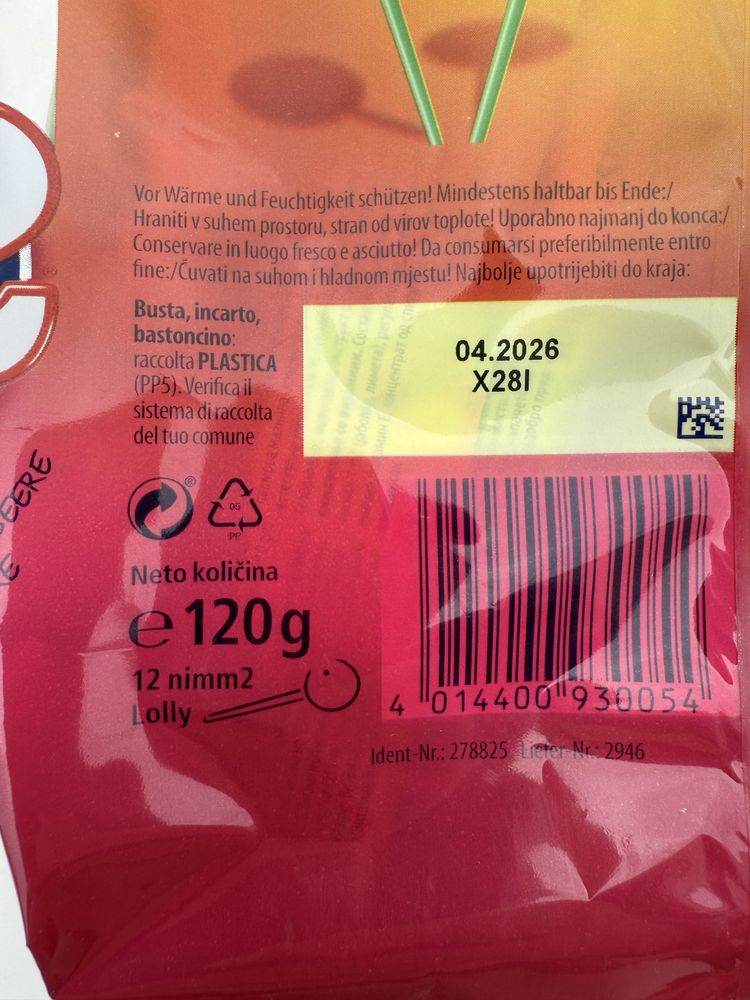 Vor Wärme und Feuchtigkeit schützen! Mindestens haltbar bis Ende:/
Hraniti v suhem prostoru, stran od virov toplote! Uporabno najmanj do konca:/
Conservare in luogo fresco e asciutto! Da consumarsi preferibilmente entro
fine:/Čuvati na suhom i hladnom mjestu! Najbolje upotrijebiti do kraja:
Busta, incarto,
bastoncino:
raccolta PLASTICA
(PP5). Verifica il
sistema di raccolta
del tuo comune
04.2026
X28I
®
05
PP
Neto količina
℮ 120 g
12 nimm2
Lolly
4 014400 930054
Ident-Nr.: 278825 Liefer-Nr.: 2946